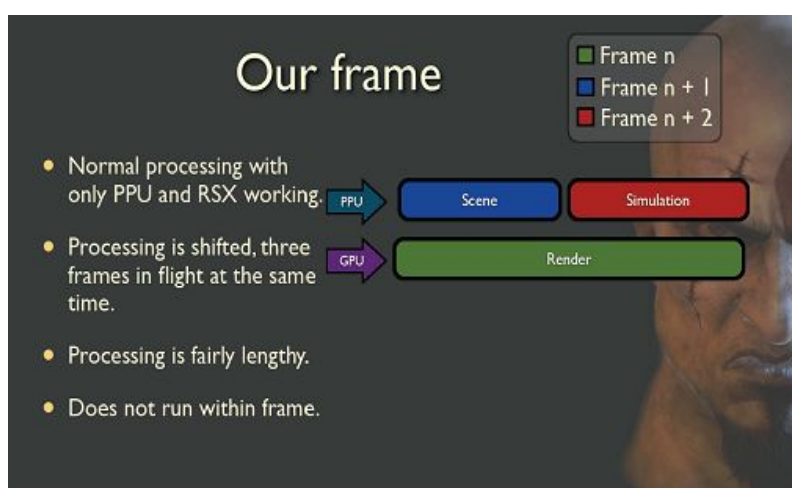 Our frame
Frame n
Frame n + 1
Frame n + 2
Normal processing with
only PPU and RSX working.
Processing is shifted, three
frames in flight at the same
time.
Processing is fairly lengthy.
Does not run within frame.
PPU
Scene
Simulation
GPU
Render